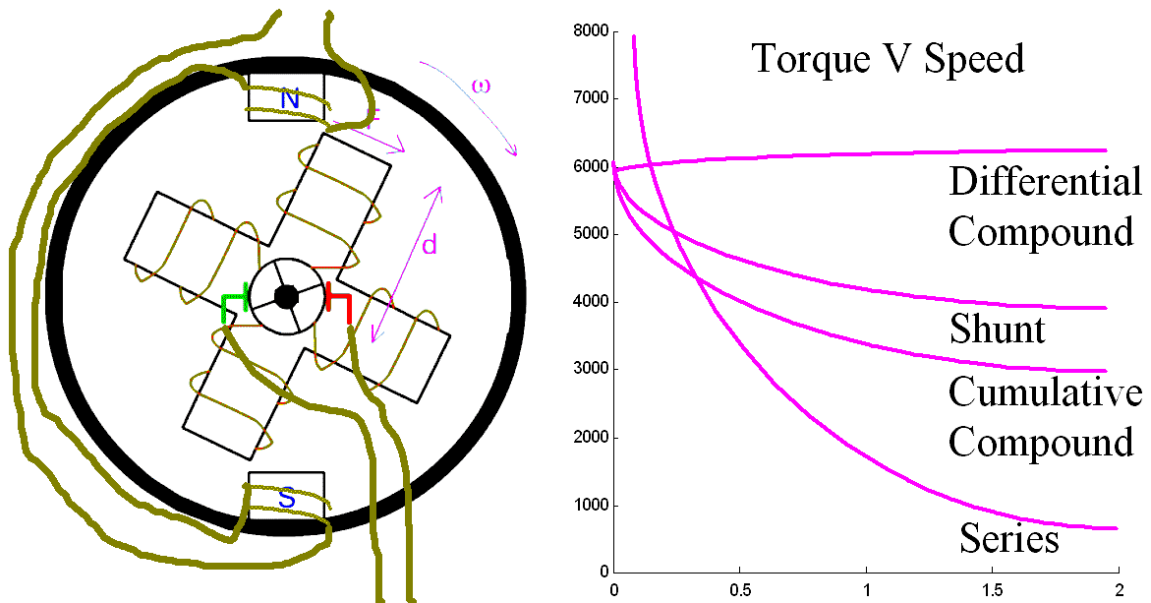 N
ω
F
d
S
Torque V Speed
8000
7000
6000
5000
4000
3000
2000
1000
0
Differential
Compound
Shunt
Cumulative
Compound
Series
0
0.5
1
1.5
2